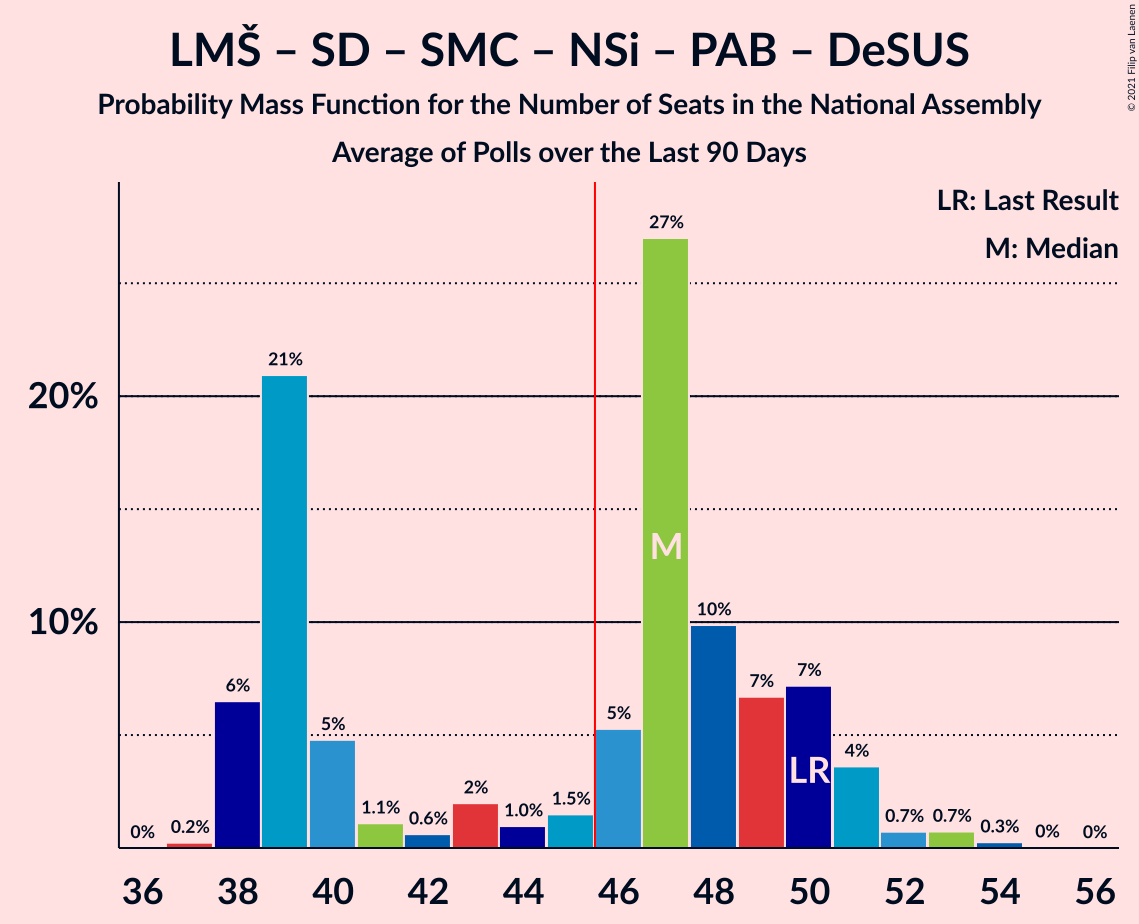 LMŠ – SD – SMC – NSi – PAB – DeSUS
Probability Mass Function for the Number of Seats in the National Assembly
Average of Polls over the Last 90 Days
© 2021 Filip van Laenen
LR: Last Result
M: Median
20%
10%
0%
0.2%
6%
21%
5%
1.1%
0.6%
2%
1.0%
1.5%
5%
27%
10%
7%
7%
4%
0.7%
0.7%
0.3%
0%
0%
M
LR
36 38 40 42 44 46 48 50 52 54 56